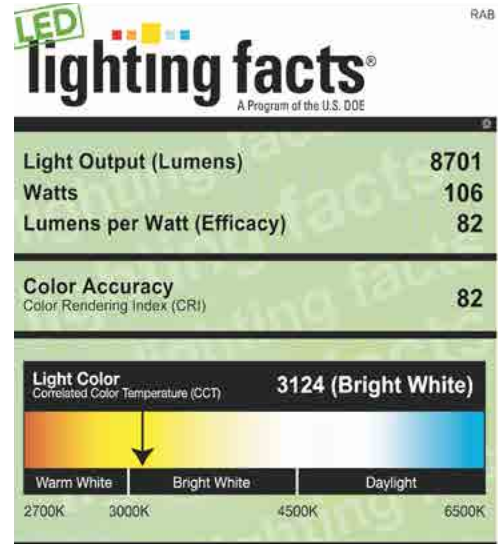 LED
RAB
lighting facts®
A Program of the U.S. DOE
Light Output (Lumens) 8701
Watts 106
Lumens per Watt (Efficacy) 82
Color Accuracy
Color Rendering Index (CRI) 82
Light Color
Correlated Color Temperature (CCT) 3124 (Bright White)
Warm White Bright White Daylight
2700K 3000K 4500K 6500K